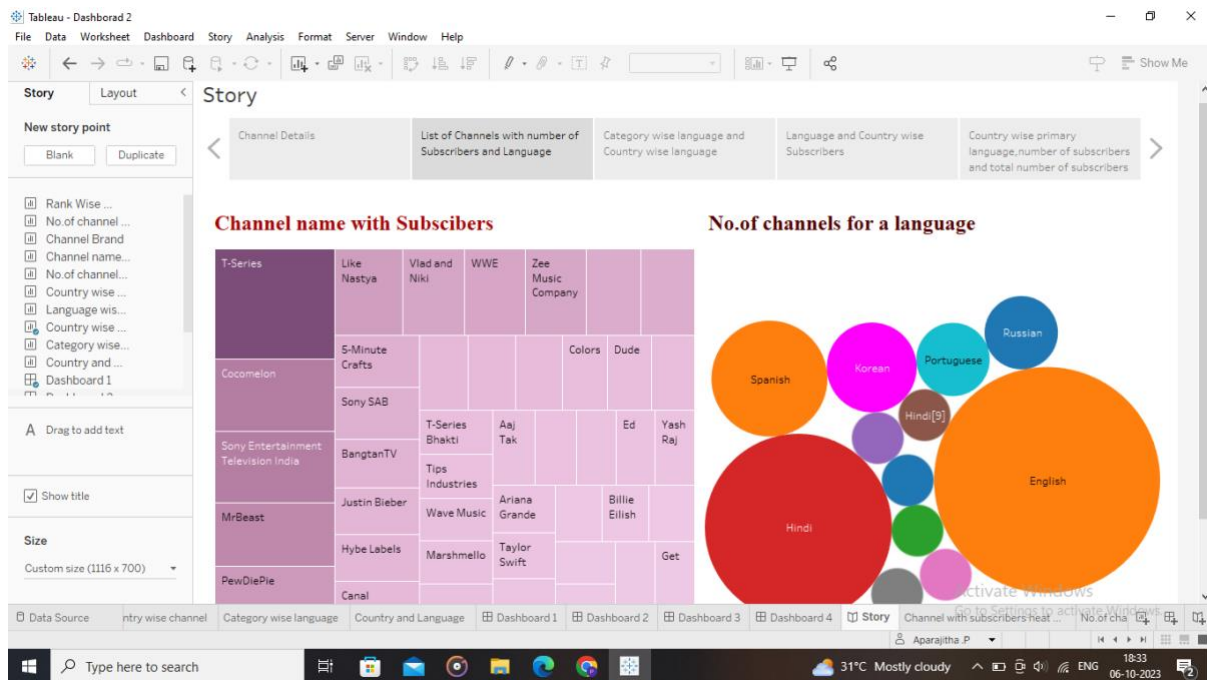 Tableau - Dashborad 2
File Data Worksheet Dashboard Story Analysis Format Server Window Help
Show Me
Story Layout
Story
New story point
Blank Duplicate
Channel Details
List of Channels with number of
Subscribers and Language
Category wise language and
Country wise language
Language and Country wise
Subscribers
Country wise primary
language,number of subscribers
and total number of subscribers
Rank Wise ...
No.of channel ...
Channel Brand
Channel name...
No.of channel...
Country wise ...
Language wis...
Country wise ...
Category wise...
Country and ...
Dashboard 1
A Drag to add text
Show title
Size
Custom size (1116 x 700)
Channel name with Subscibers
T-Series
Cocomelon
Sony Entertainment
Television India
MrBeast
PewDiePie
Like
Nastya
Vlad and
Niki
WWE
Zee
Music
Company
5-Minute
Crafts
Sony SAB
BangtanTV
Justin Bieber
Hybe Labels
Canal
Colors
Dude
T-Series
Bhakti
Tips
Industries
Wave Music
Marshmello
Aaj
Tak
Ariana
Grande
Taylor
Swift
Ed
Yash
Raj
Billie
Eilish
Get
No.of channels for a language
Russian
Portuguese
Korean
Spanish
Hindi[9]
English
Hindi
Activate Windows
Go to Settings to activate Windows.
Data Source ntry wise channel Category wise language Country and Language Dashboard 1 Dashboard 2 Dashboard 3 Dashboard 4 Story Channel with subscribers heat ... No.of cha
Aparajitha .P
Type here to search
31°C Mostly cloudy
ENG
18:33
06-10-2023
2